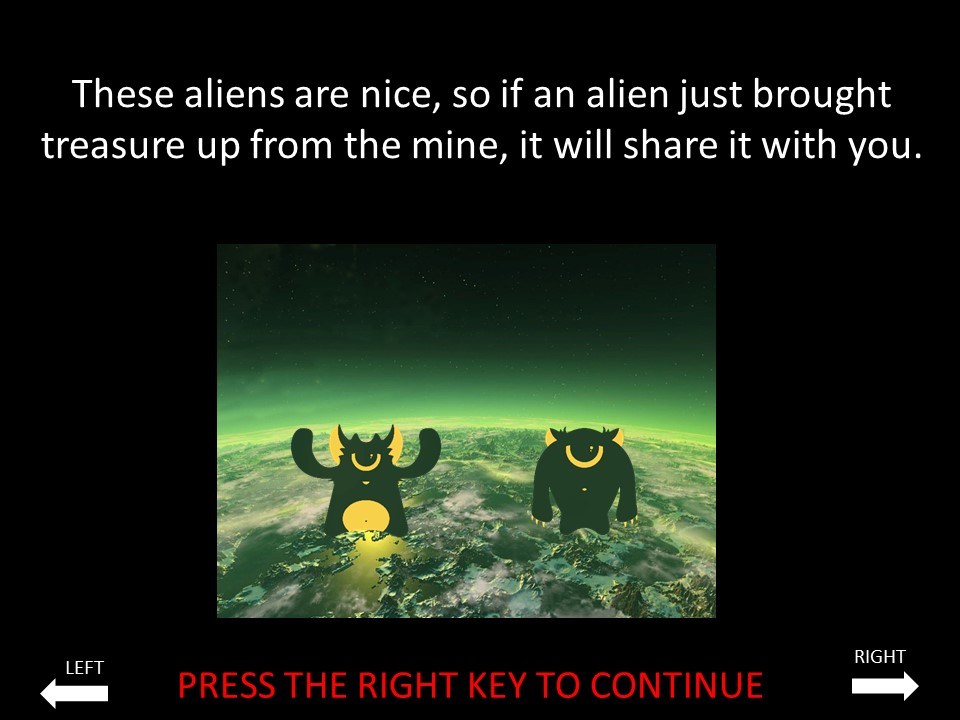 These aliens are nice, so if an alien just brought
treasure up from the mine, it will share it with you.
LEFT
PRESS THE RIGHT KEY TO CONTINUE
RIGHT